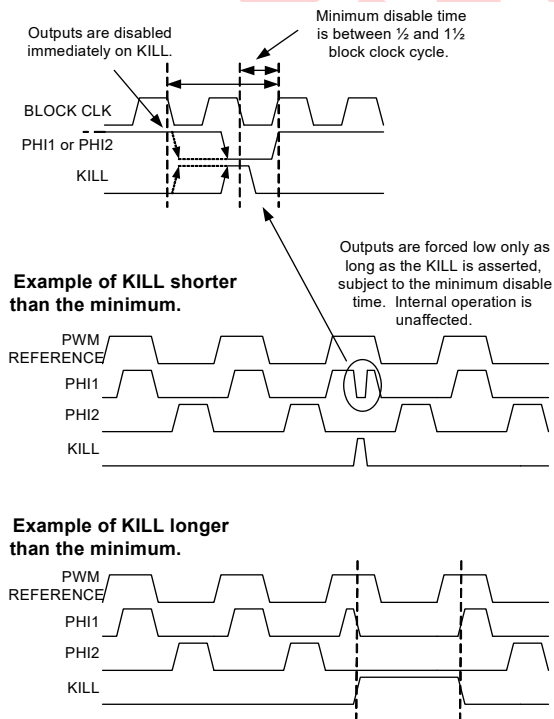 Outputs are disabled
immediately on KILL.
Minimum disable time
is between ½ and 1½
block clock cycle.
BLOCK CLK
PHI1 or PHI2
KILL
Outputs are forced low only as
long as the KILL is asserted,
subject to the minimum disable
time. Internal operation is
unaffected.
Example of KILL shorter
than the minimum.
PWM
REFERENCE
PHI1
PHI2
KILL
Example of KILL longer
than the minimum.
PWM
REFERENCE
PHI1
PHI2
KILL